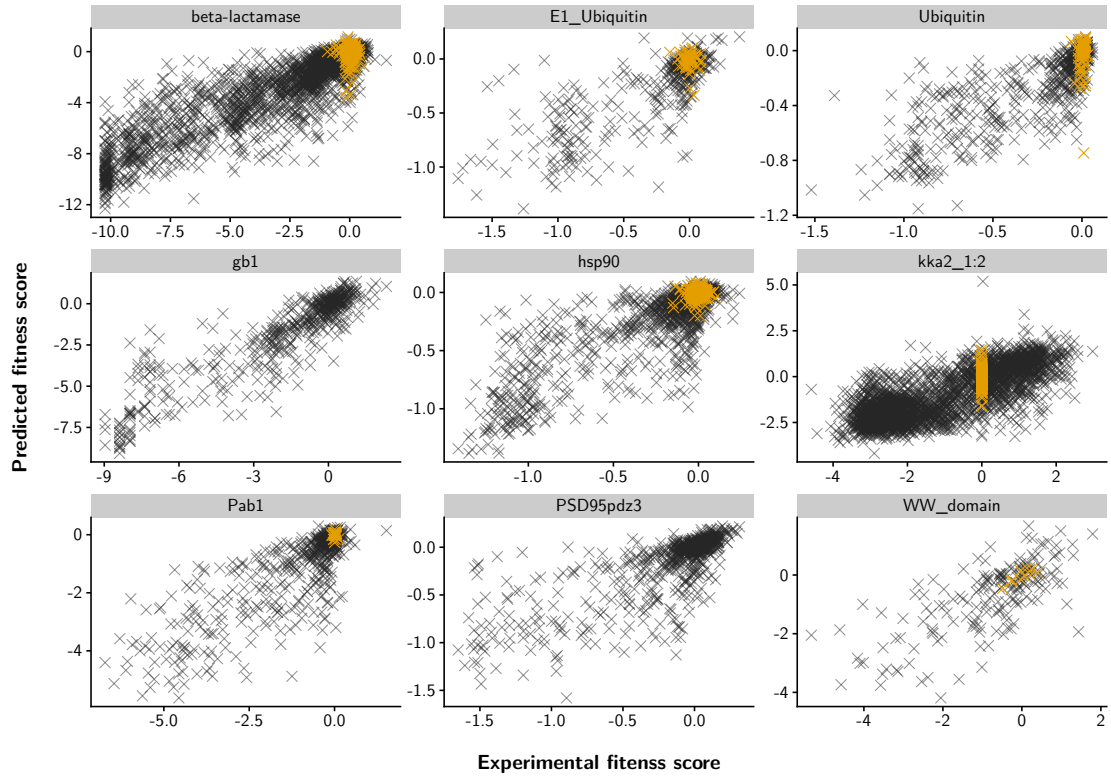 beta-lactamase E1_Ubiquitin Ubiquitin
0
-4
-8
-12
-10.0 -7.5 -5.0 -2.5 0.0
0.0
-0.5
-1.0
-1.5 -1.0 -0.5 0.0
0.0
-0.4
-0.8
-1.2
-1.5 -1.0 -0.5 0.0
gb1 hsp90 kka2_1:2
0.0
-2.5
-5.0
-7.5
-9 -6 -3 0
0.0
-0.5
-1.0
-1.0 -0.5 0.0
5.0
2.5
0.0
-2.5
-4 -2 0 2
Pab1 PSD95pdz3 WW_domain
0
-2
-4
-5.0 -2.5 0.0
0.0
-0.5
-1.0
-1.5
-1.5 -1.0 -0.5 0.0
0
-2
-4
-4 -2 0 2
Predicted fitness score
Experimental fitenss score